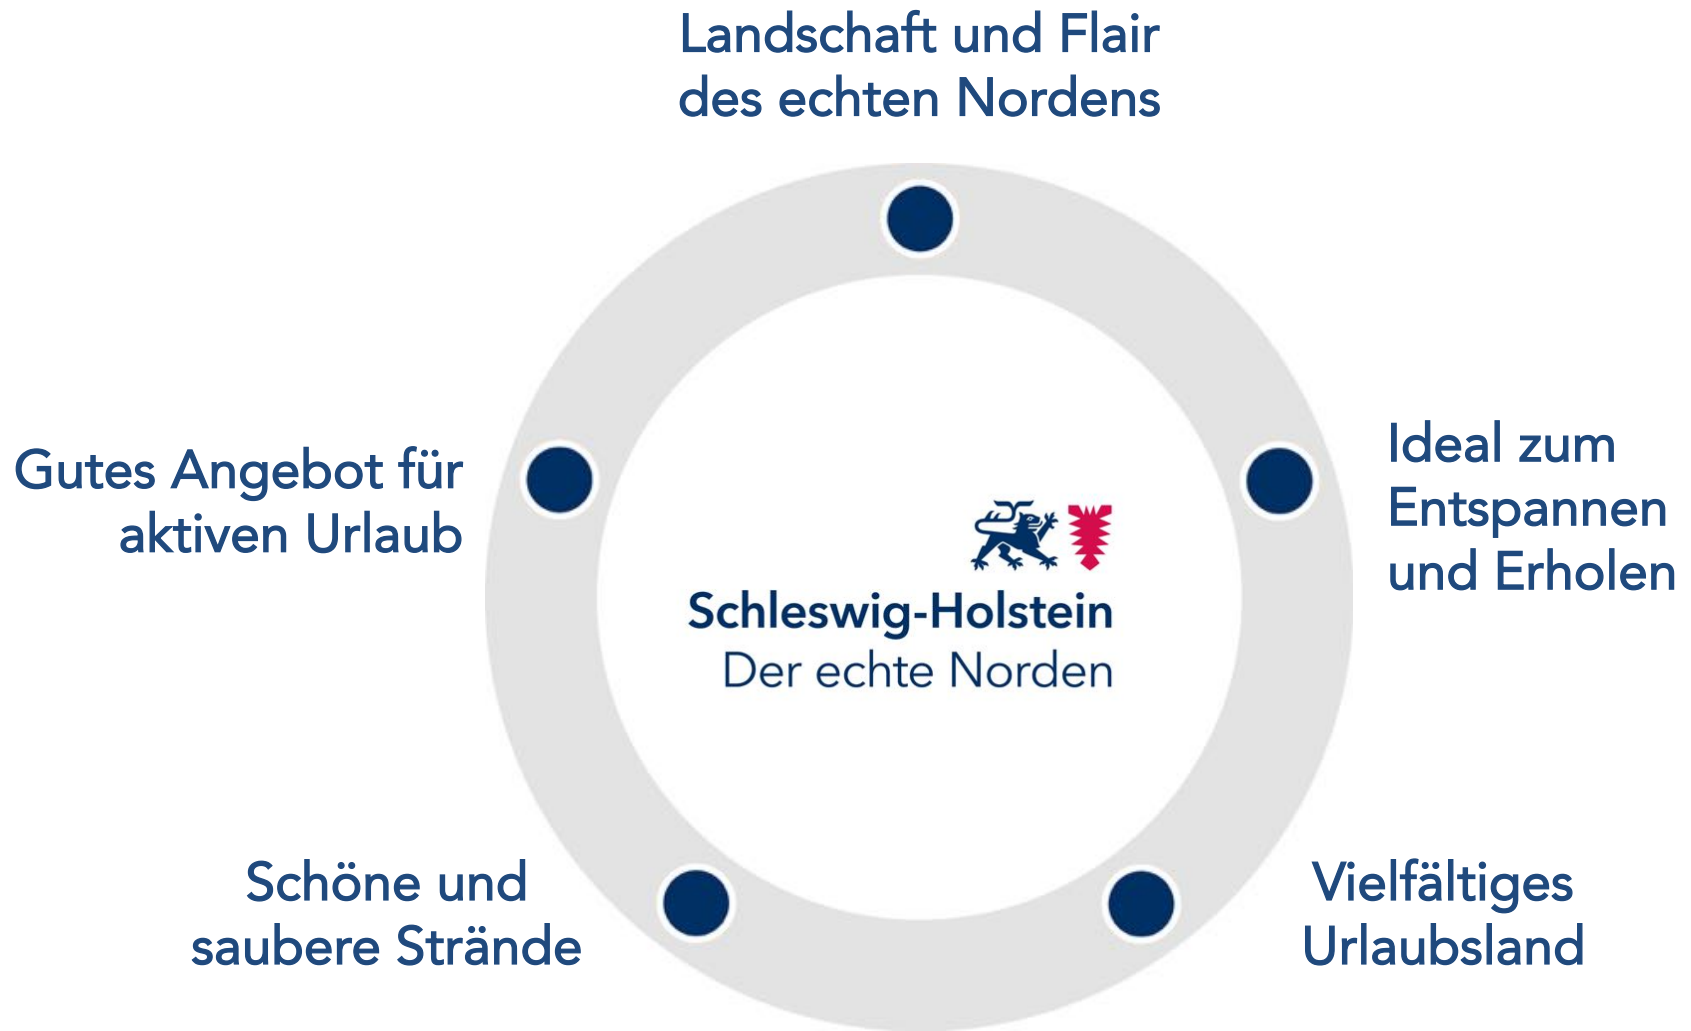 Landschaft und Flair
des echten Nordens
Gutes Angebot für
aktiven Urlaub
Ideal zum
Entspannen
und Erholen
Schleswig-Holstein
Der echte Norden
Schöne und
saubere Strände
Vielfältiges
Urlaubsland